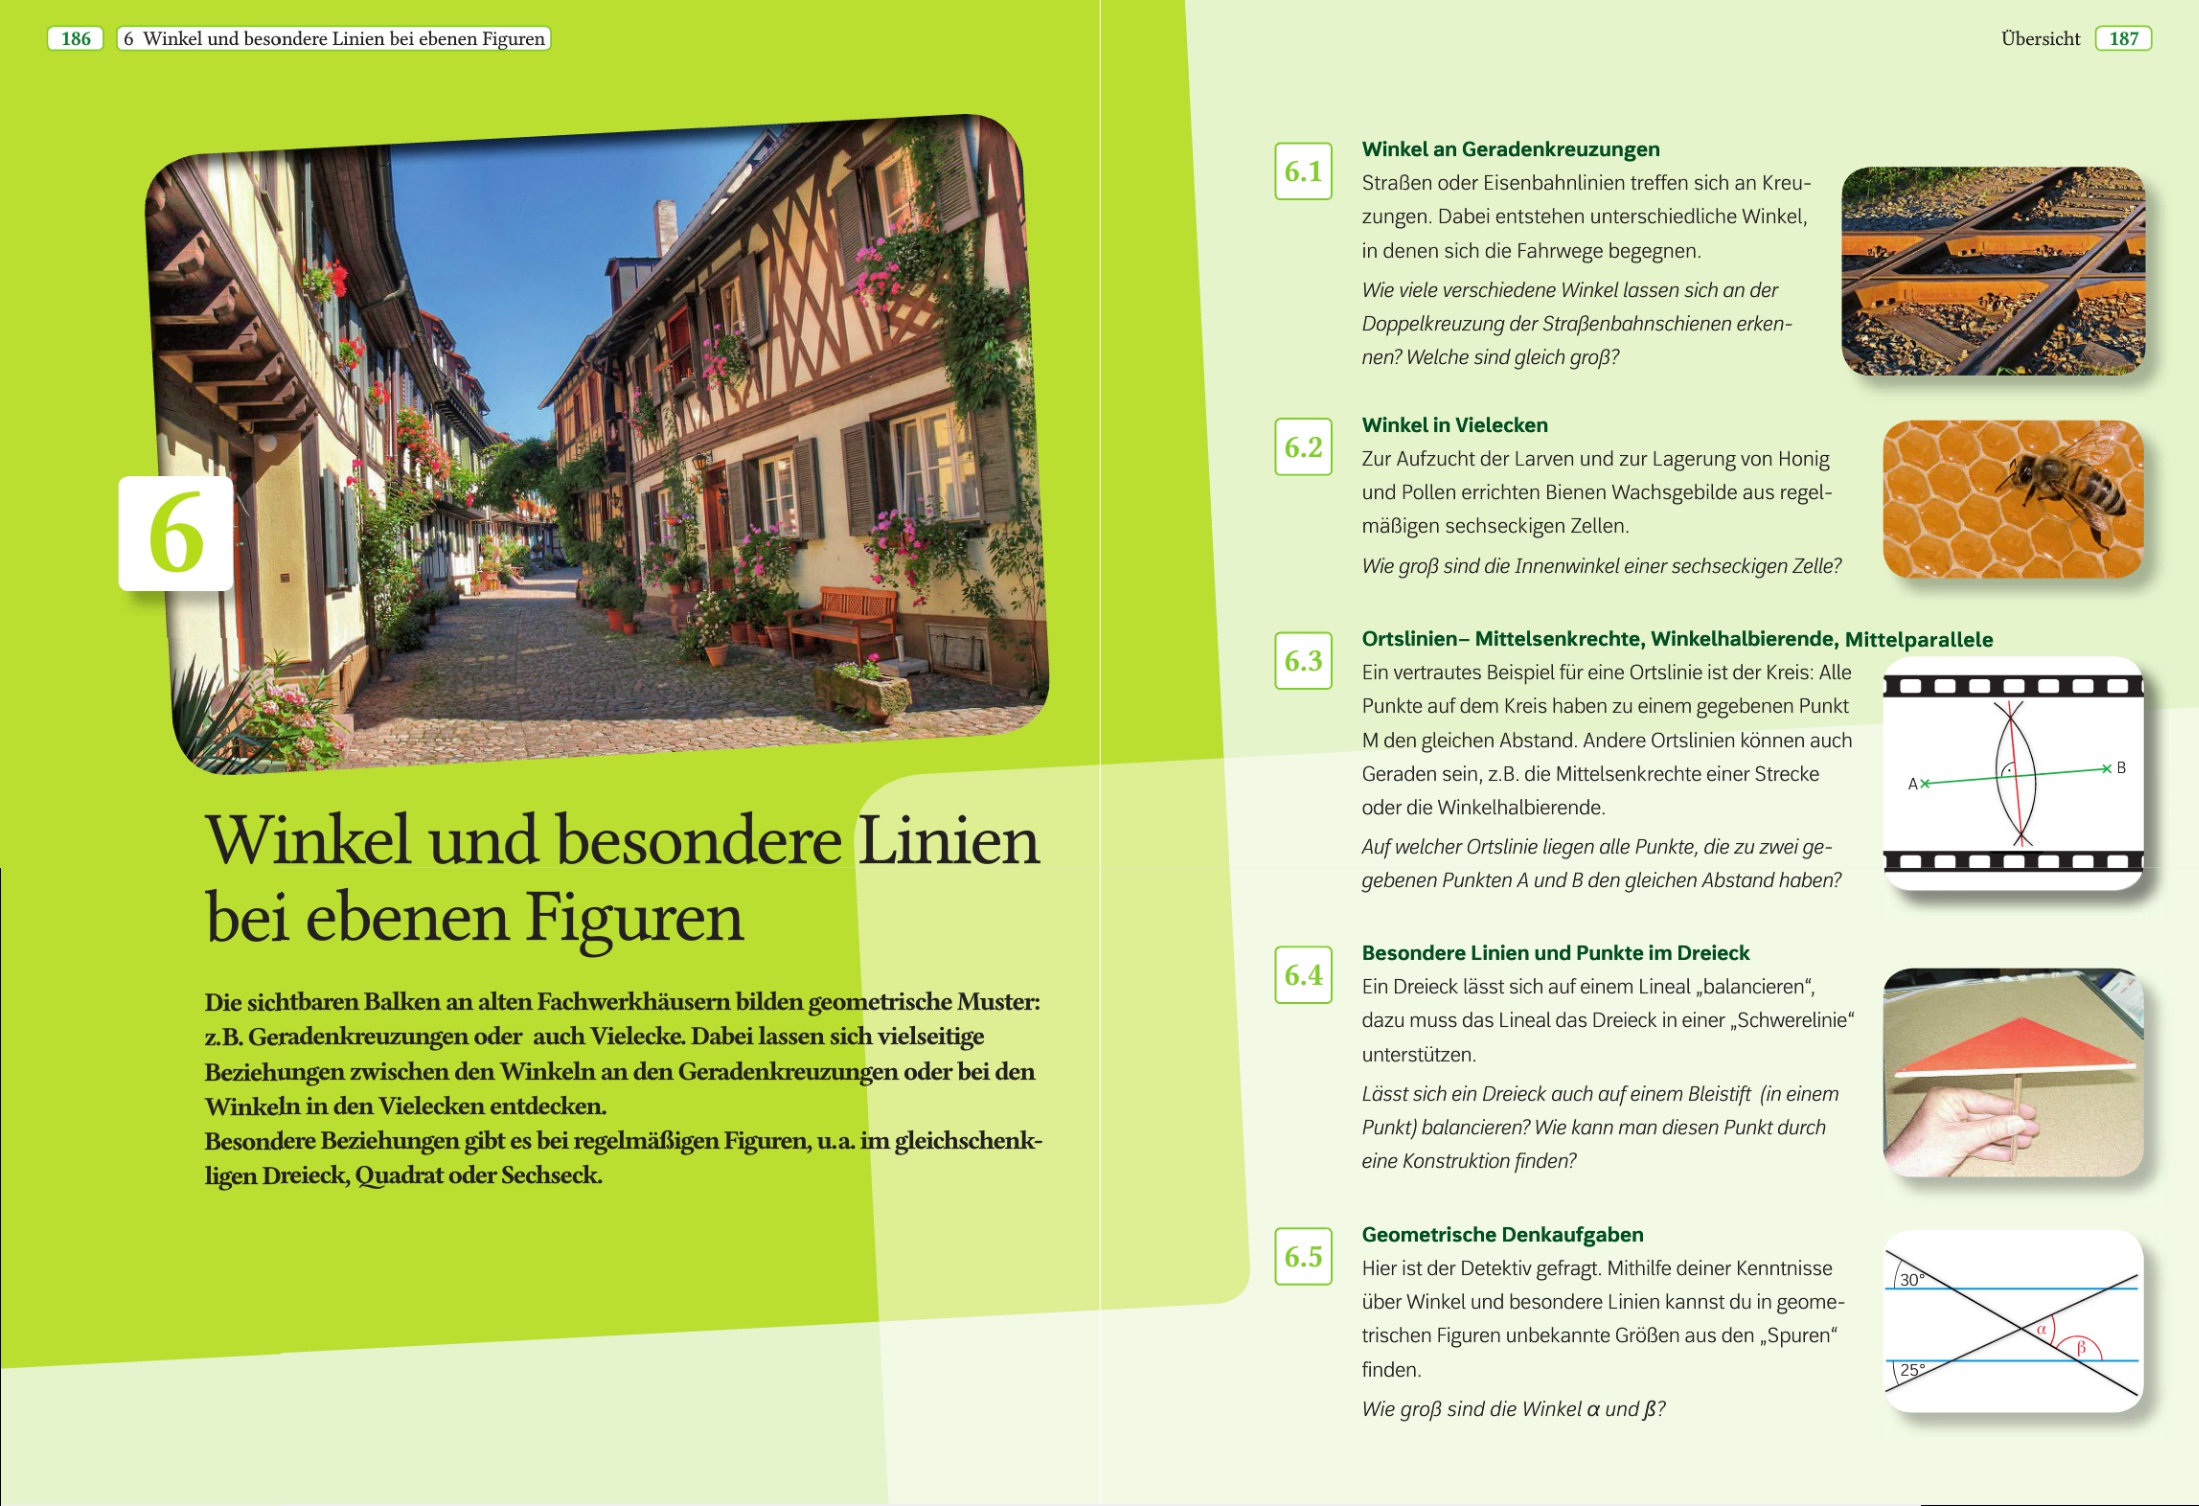 186
6 Winkel und besondere Linien bei ebenen Figuren
6
Winkel und besondere Linien
bei ebenen Figuren
Die sichtbaren Balken an alten Fachwerkhäusern bilden geometrische Muster:
z.B. Geradenkreuzungen oder auch Vielecke. Dabei lassen sich vielseitige
Beziehungen zwischen den Winkeln an den Geradenkreuzungen oder bei den
Winkeln in den Vielecken entdecken.
Besondere Beziehungen gibt es bei regelmäßigen Figuren, u.a. im gleichschenk-
ligen Dreieck, Quadrat oder Sechseck.
Übersicht 187
6.1
Winkel an Geradenkreuzungen
Straßen oder Eisenbahnlinien treffen sich an Kreu-
zungen. Dabei entstehen unterschiedliche Winkel,
in denen sich die Fahrwege begegnen.
Wie viele verschiedene Winkel lassen sich an der
Doppelkreuzung der Straßenbahnschienen erken-
nen? Welche sind gleich groß?
6.2
Winkel in Vielecken
Zur Aufzucht der Larven und zur Lagerung von Honig
und Pollen errichten Bienen Wachsgebilde aus regel-
mäßigen sechseckigen Zellen.
Wie groß sind die Innenwinkel einer sechseckigen Zelle?
6.3
Ortslinien– Mittelsenkrechte, Winkelhalbierende, Mittelparallele
Ein vertrautes Beispiel für eine Ortslinie ist der Kreis: Alle
Punkte auf dem Kreis haben zu einem gegebenen Punkt
M den gleichen Abstand. Andere Ortslinien können auch
Geraden sein, z.B. die Mittelsenkrechte einer Strecke
oder die Winkelhalbierende.
Auf welcher Ortslinie liegen alle Punkte, die zu zwei ge-
gebenen Punkten A und B den gleichen Abstand haben?
A
B
6.4
Besondere Linien und Punkte im Dreieck
Ein Dreieck lässt sich auf einem Lineal „balancieren“,
dazu muss das Lineal das Dreieck in einer „Schwerelinie“
unterstützen.
Lässt sich ein Dreieck auch auf einem Bleistift (in einem
Punkt) balancieren? Wie kann man diesen Punkt durch
eine Konstruktion finden?
6.5
Geometrische Denkaufgaben
Hier ist der Detektiv gefragt. Mithilfe deiner Kenntnisse
über Winkel und besondere Linien kannst du in geome-
trischen Figuren unbekannte Größen aus den „Spuren“
finden.
Wie groß sind die Winkel α und ß?
30°
α
β
25°